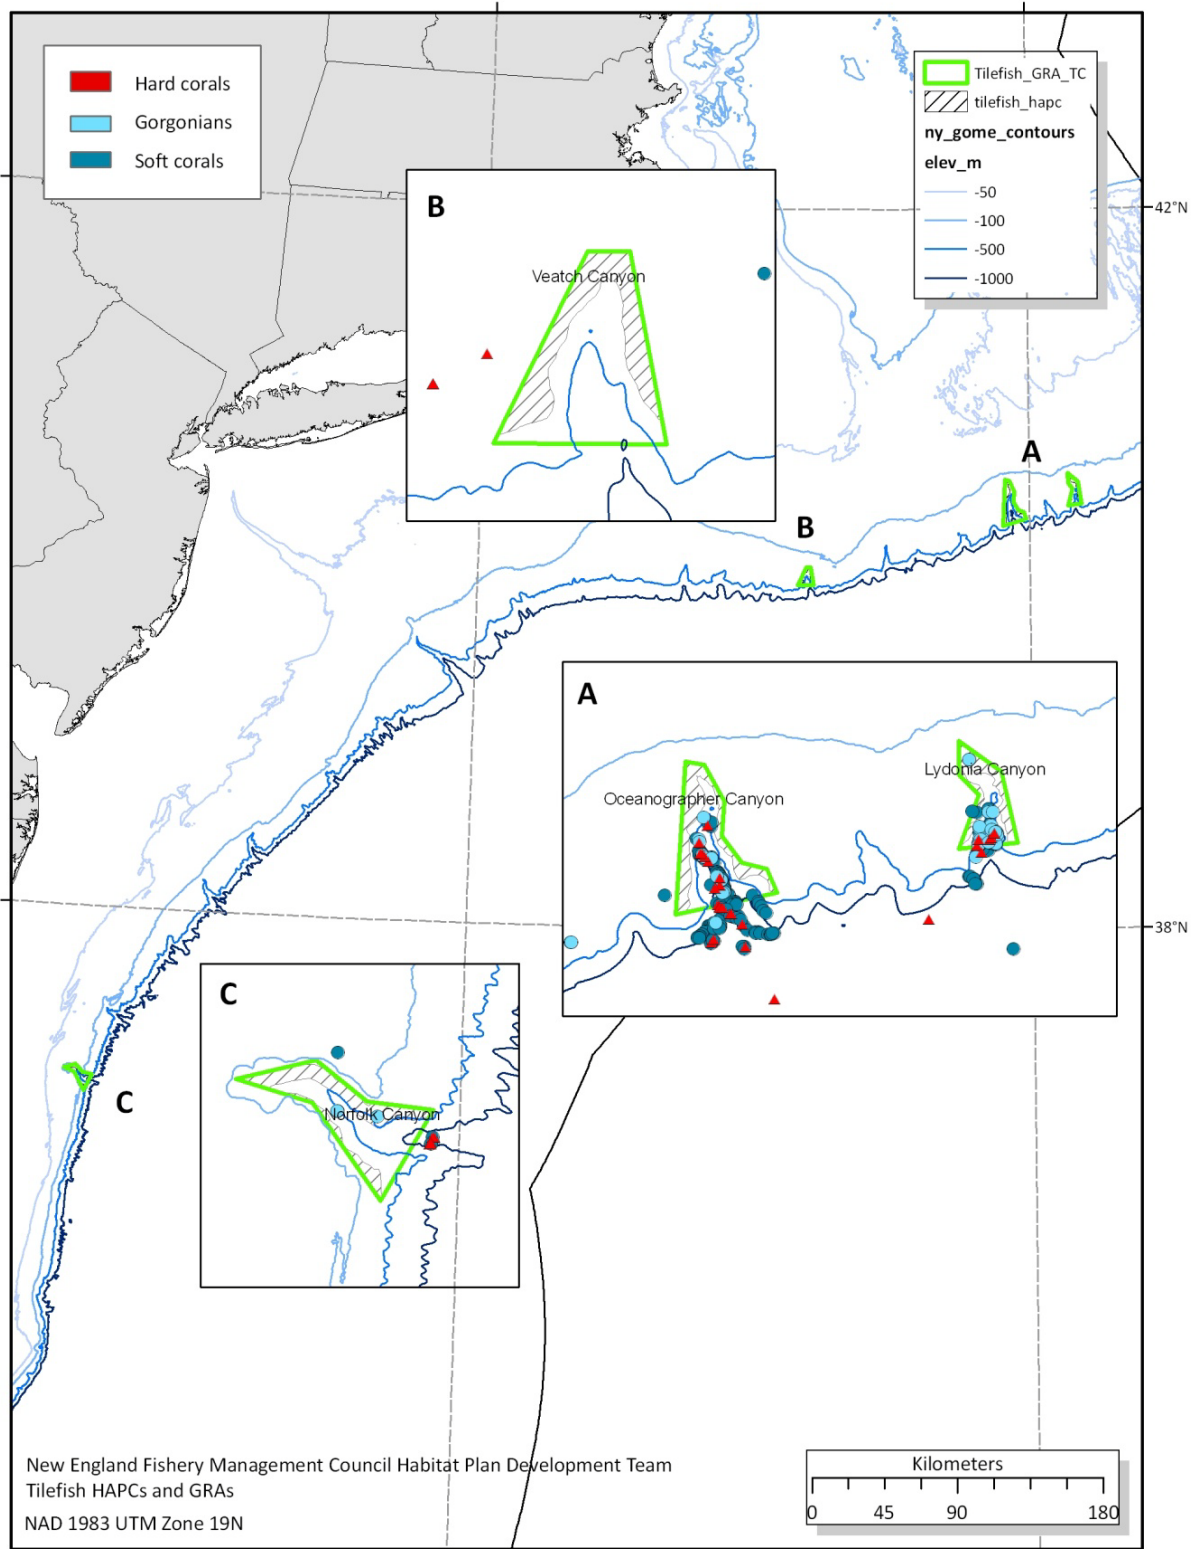 Hard corals
Gorgonians
Soft corals
Tilefish_GRA_TC
tilefish_hapc
ny_gome_contours
elev_m
-50
-100
-500
-1000
42°N
B
Veatch Canyon
A
B
A
Lydonia Canyon
Oceanographer Canyon
38°N
C
Norfolk Canyon
C
New England Fishery Management Council Habitat Plan Development Team
Tilefish HAPCs and GRAs
NAD 1983 UTM Zone 19N
Kilometers
0 45 90 180